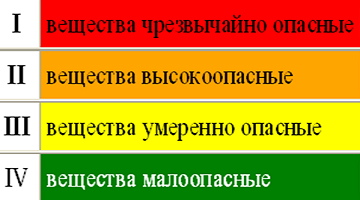 I вещества чрезвычайно опасные
II вещества высокоопасные
III вещества умеренно опасные
IV вещества малоопасные